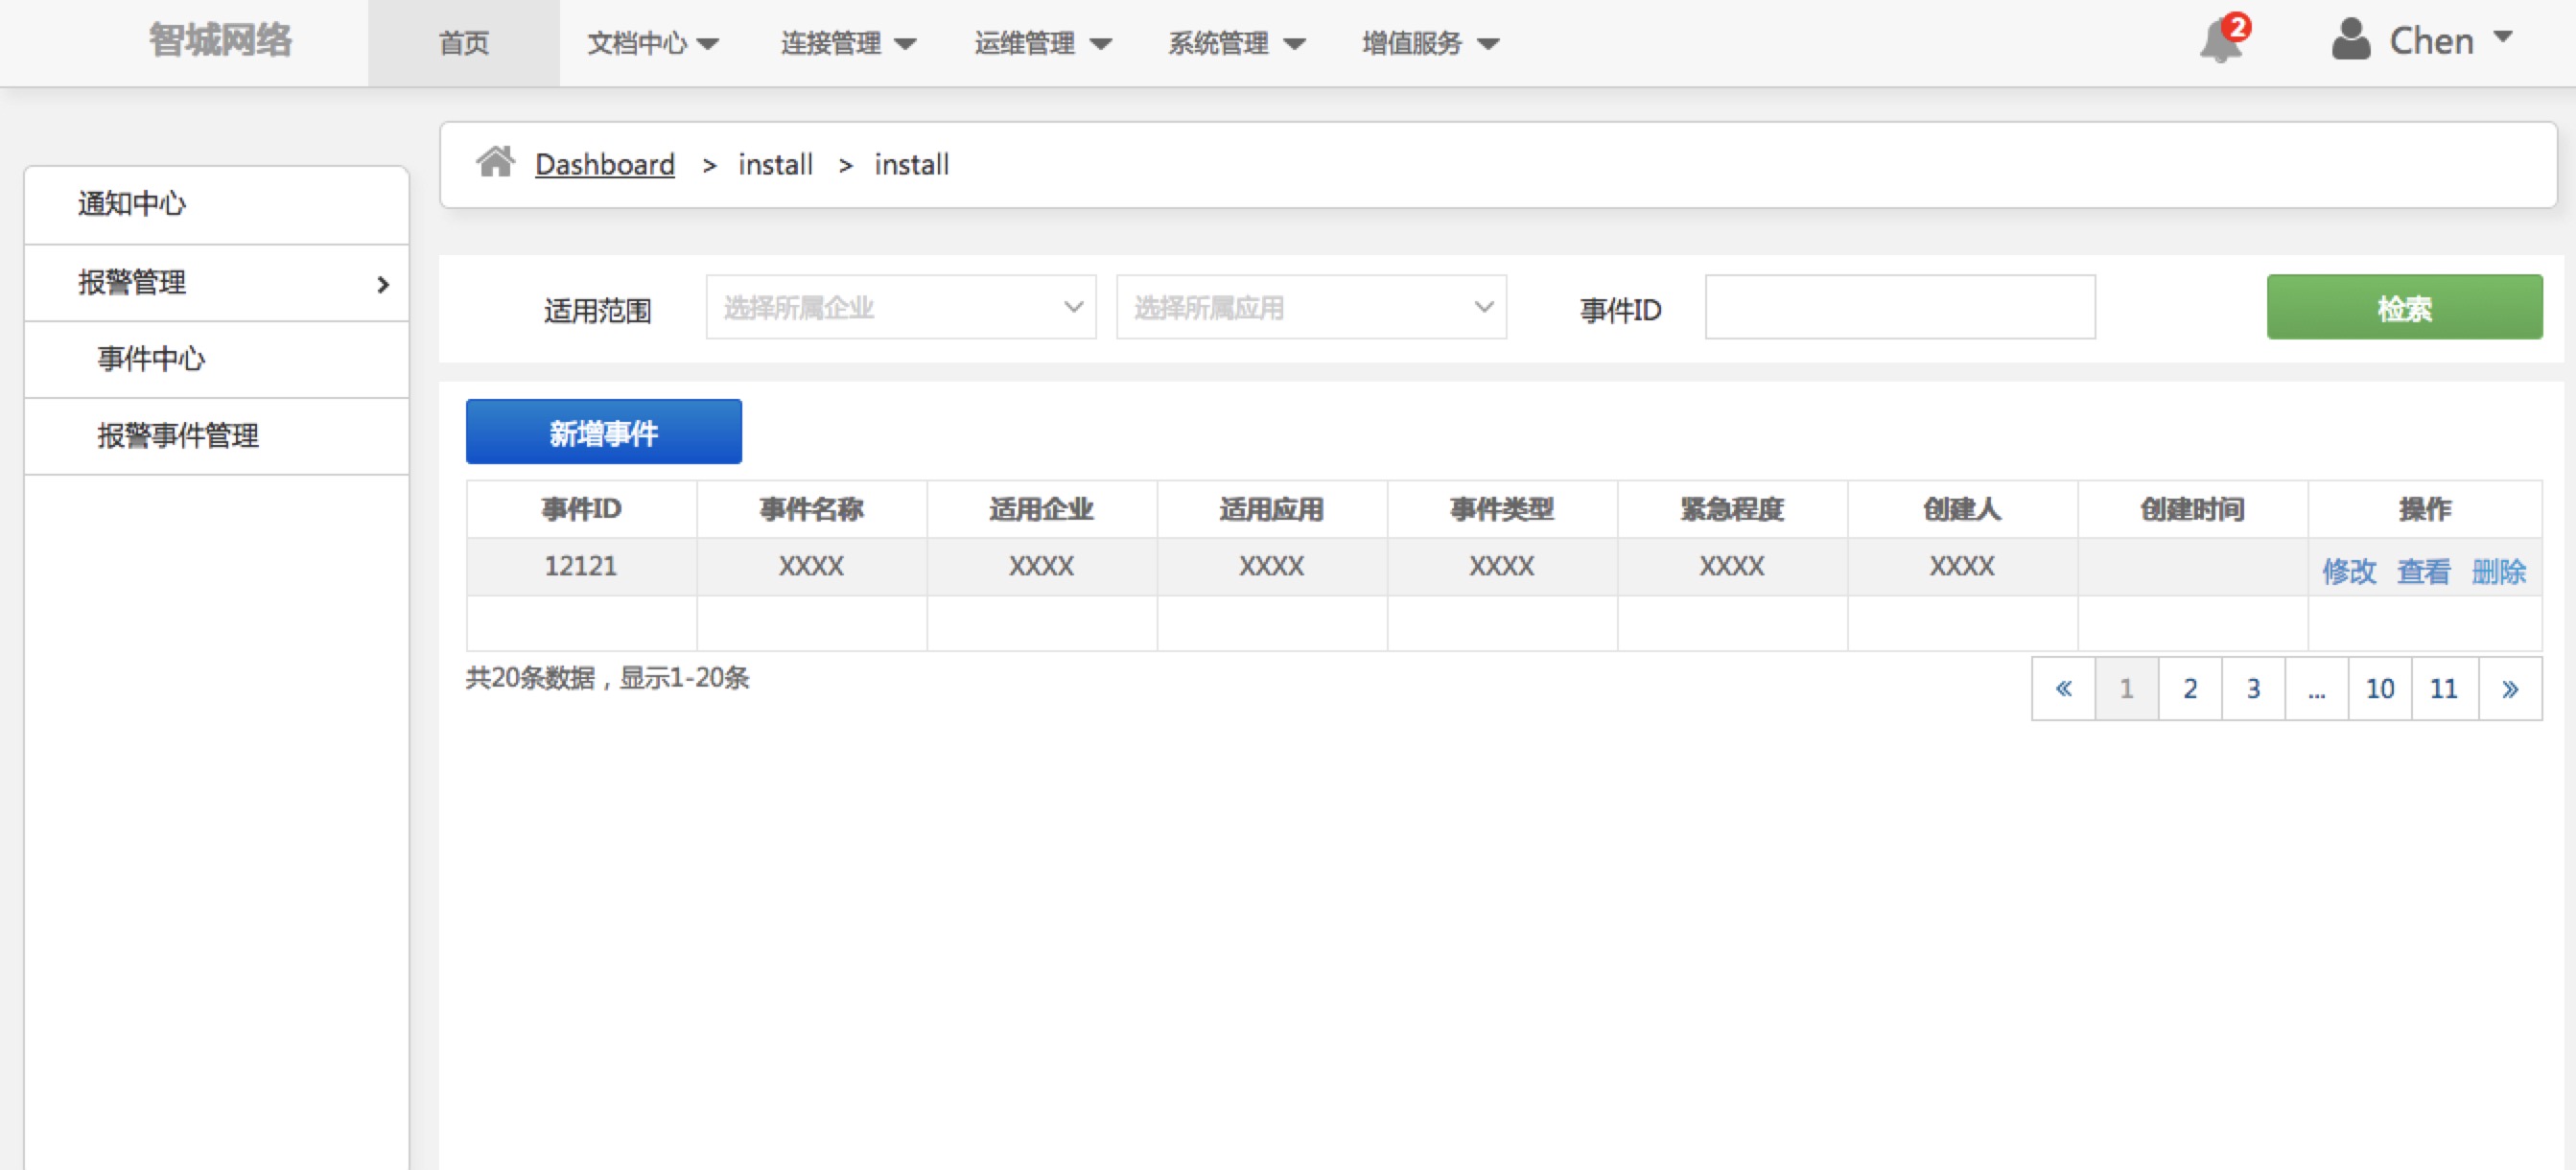 智城网络 首页 文档中心 连接管理 运维管理 系统管理 增值服务 2 Chen
Dashboard > install > install
通知中心
报警管理
事件中心
报警事件管理
适用范围 选择所属企业 选择所属应用 事件ID 检索
新增事件
事件ID 事件名称 适用企业 适用应用 事件类型 紧急程度 创建人 创建时间 操作
12121 XXXX XXXX XXXX XXXX XXXX XXXX 修改 查看 删除
共20条数据，显示1-20条
« 1 2 3 ... 10 11 »